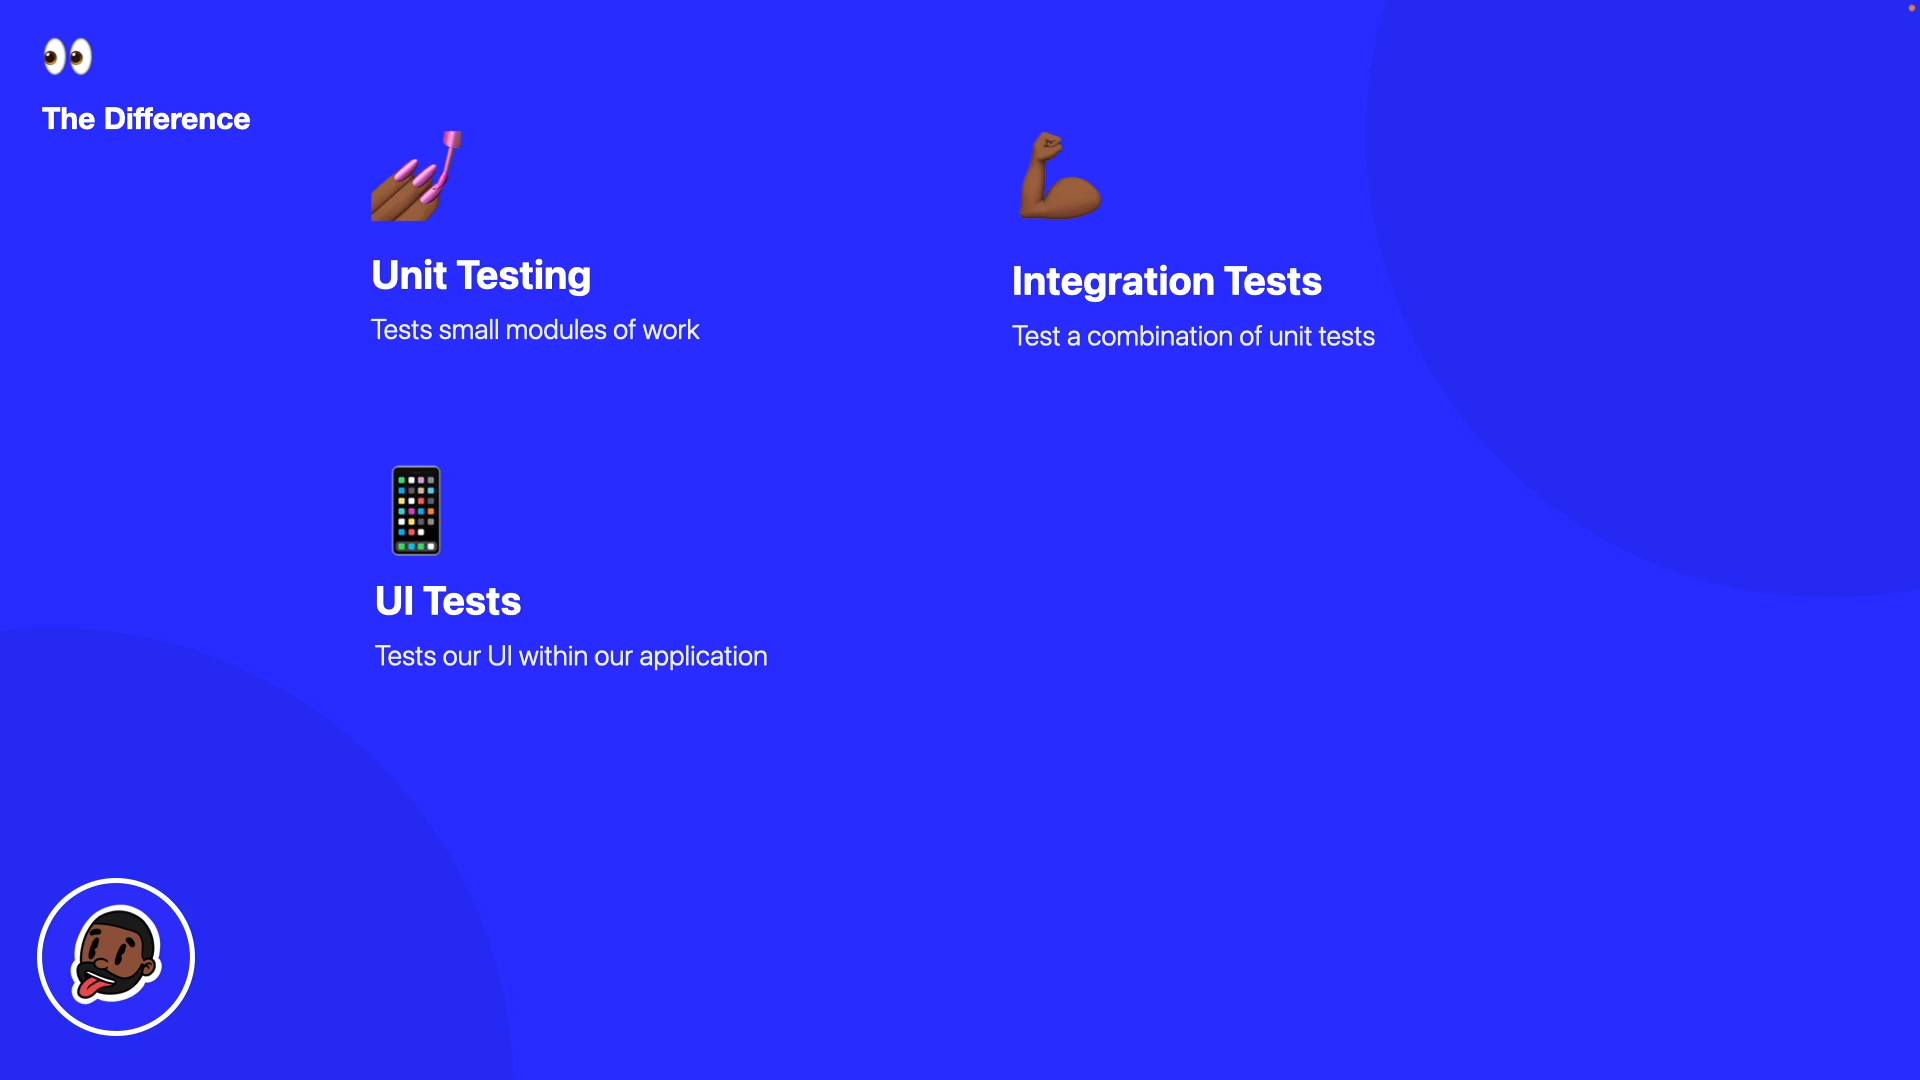 The Difference
Unit Testing
Tests small modules of work
Integration Tests
Test a combination of unit tests
UI Tests
Tests our UI within our application